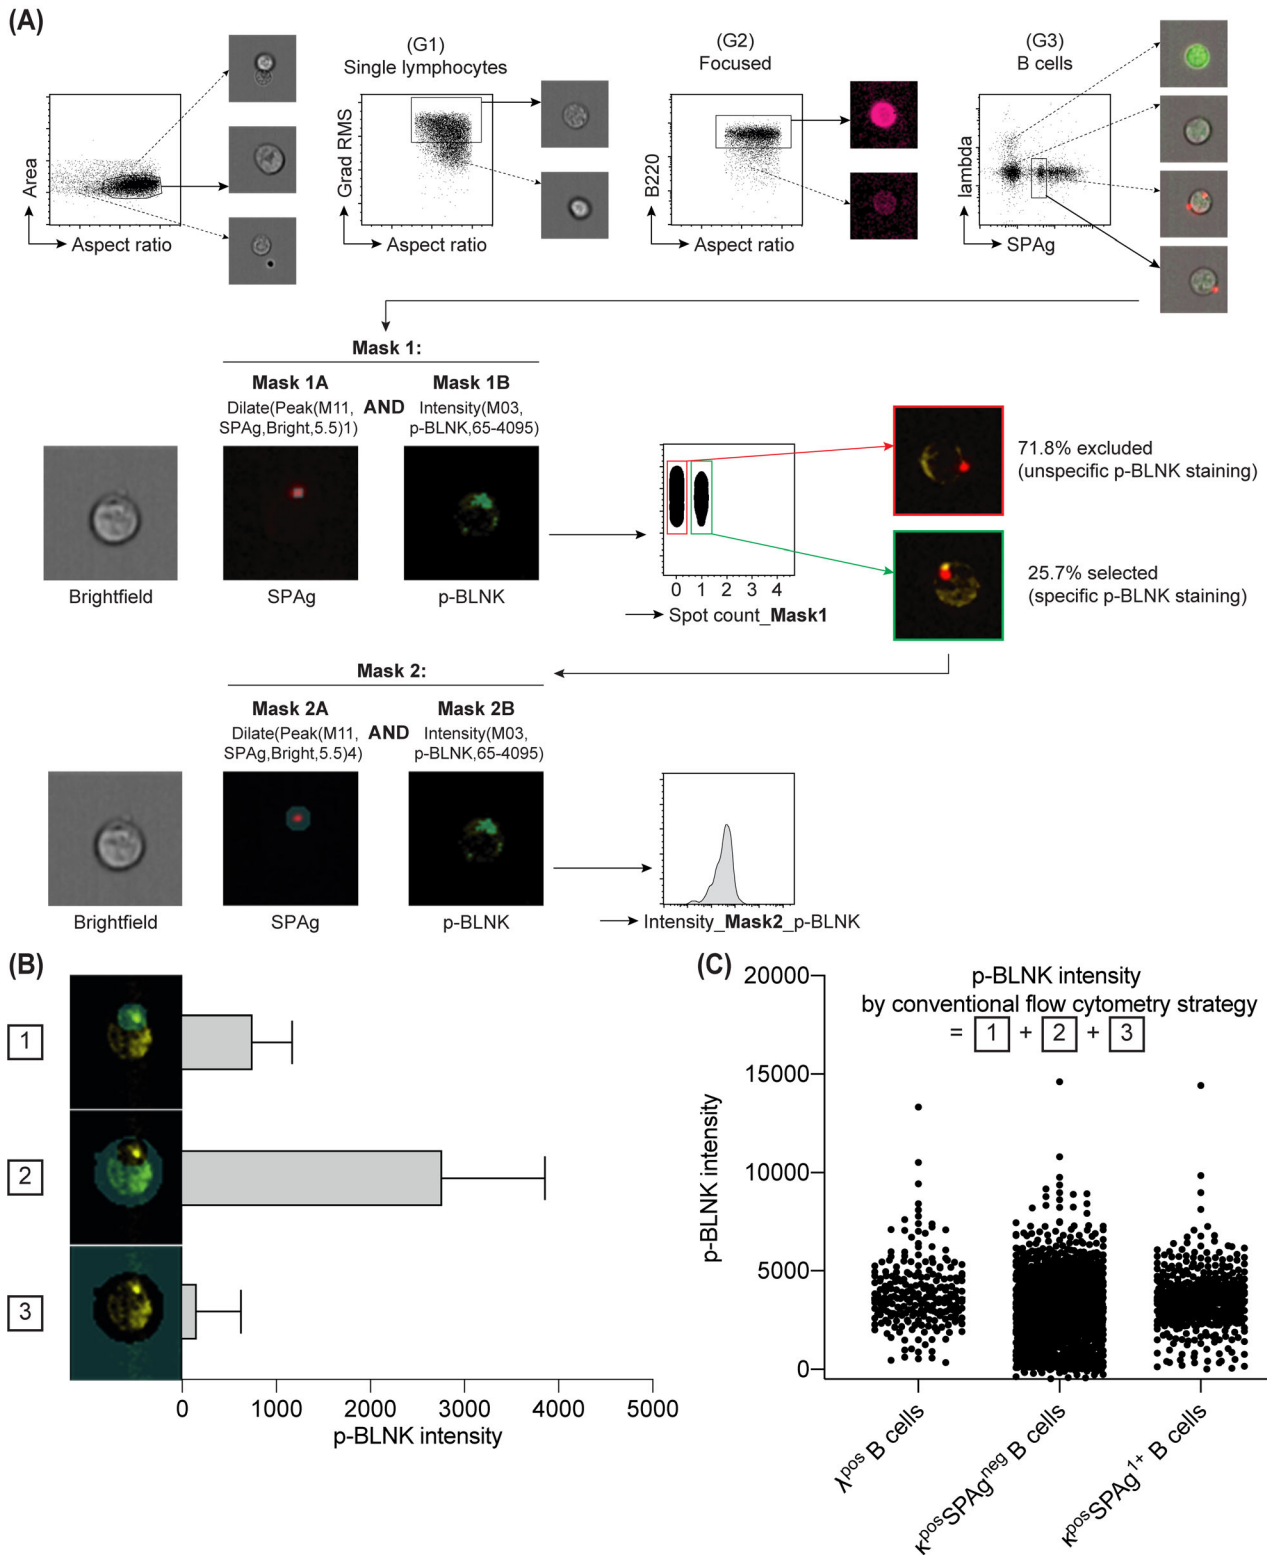 (A)
(G1)
Single lymphocytes
(G2)
Focused
(G3)
B cells
Area
Aspect ratio
Grad RMS
Aspect ratio
B220
Aspect ratio
lambda
SPAg
Mask 1:
Mask 1A
AND
Mask 1B
Dilate(Peak(M11,
SPAg,Bright,5.5)1)
Intensity(M03,
p-BLNK,65-4095)
71.8% excluded
(unspecific p-BLNK staining)
25.7% selected
(specific p-BLNK staining)
0 1 2 3 4
Spot count_Mask1
Brightfield
SPAg
p-BLNK
Mask 2:
Mask 2A
AND
Mask 2B
Dilate(Peak(M11,
SPAg,Bright,5.5)4)
Intensity(M03,
p-BLNK,65-4095)
Brightfield
SPAg
p-BLNK
Intensity_Mask2_p-BLNK
(B)
1
2
3
0 1000 2000 3000 4000 5000
p-BLNK intensity
(C)
p-BLNK intensity
by conventional flow cytometry strategy
= 1 + 2 + 3
20000
15000
10000
5000
0
p-BLNK intensity
λpos B cells
κposSPAgneg B cells
κposSPAg1+ B cells